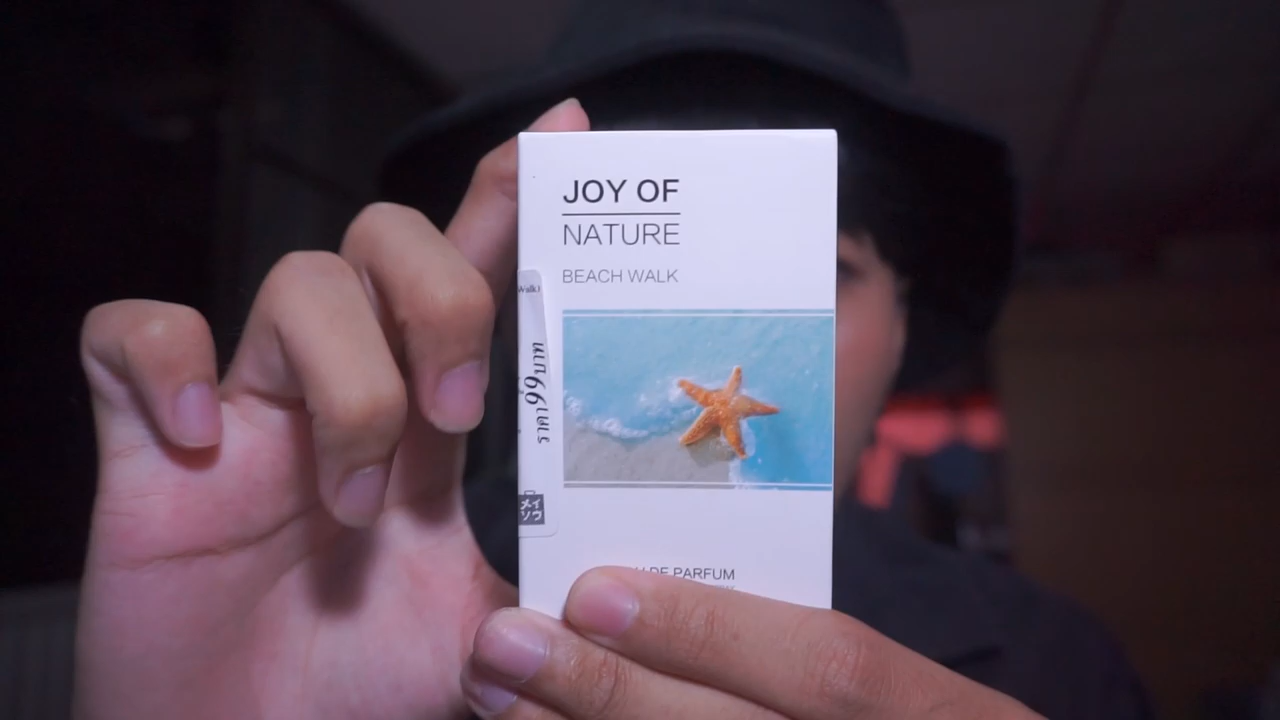 JOY OF
NATURE
BEACH WALK
Walk)
ราคา 99 บาท
メイ
ソウ
DE PARFUM